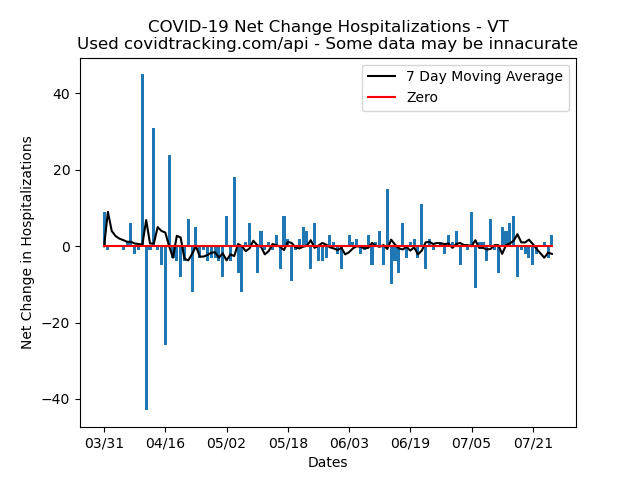 COVID-19 Net Change Hospitalizations - VT
Used covidtracking.com/api - Some data may be innacurate
7 Day Moving Average
Zero
Net Change in Hospitalizations
40
20
0
−20
−40
03/31 04/16 05/02 05/18 06/03 06/19 07/05 07/21
Dates